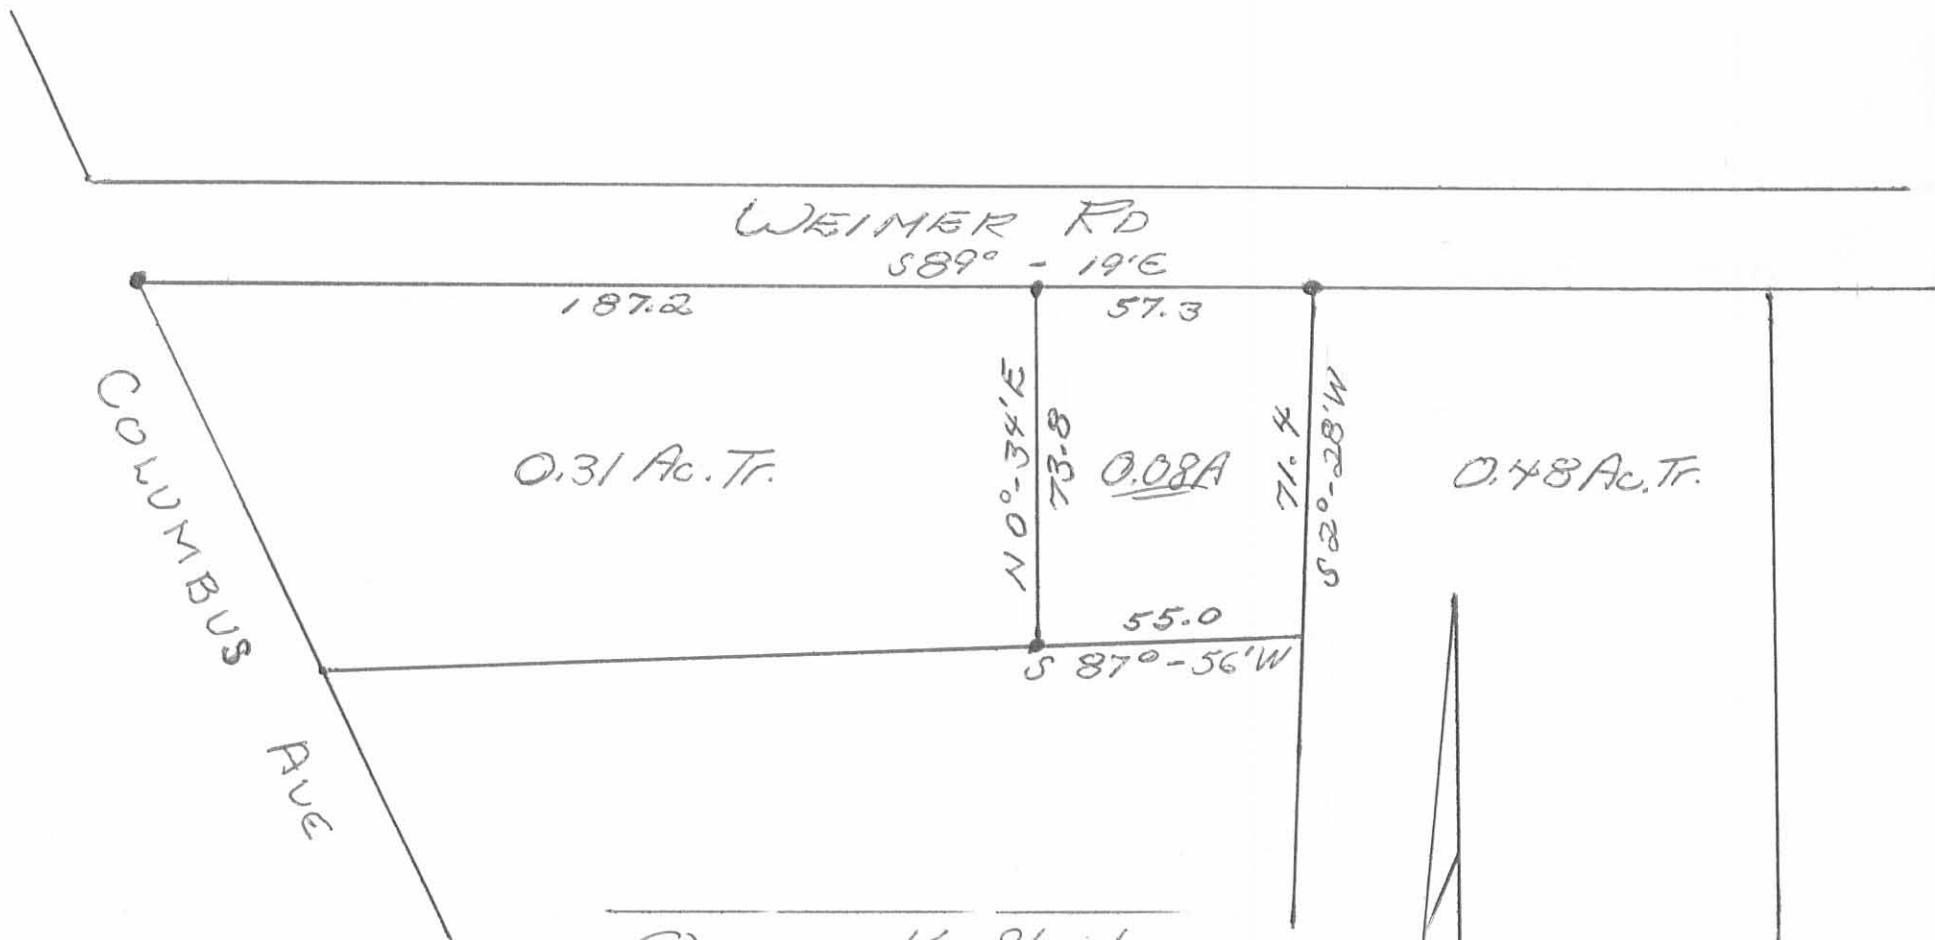 WEIMER RD
S89° - 19'E
187.2
57.3
COLUMBUS AVE
0.31 Ac. Tr.
N 0°-34'E
73.8
0.08A
71.4
S2°-28'W
0.48 Ac. Tr.
55.0
S 87°-56'W